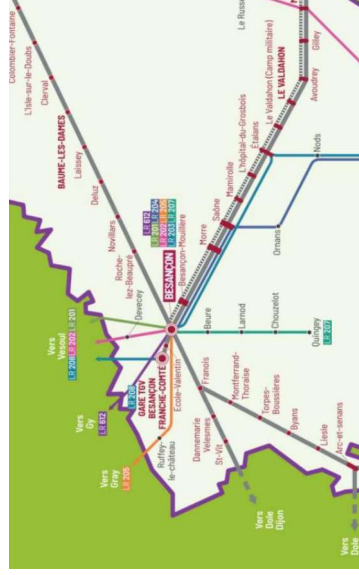 Colombier-Fontaine
L'Isle-sur-le-Doubs
Clerval
BAUME-LES-DAMES
Laissey
Deluz
Novillars
Roche-
lez-Beaupré
Devecey
BESANÇON
LR 612
LR 201 LR 204
LR 202 LR 205
LR 203 LR 207
Besançon-Mouillère
Morre
Saône
Mamirolle
L'hôpital-du-Grosbois
Étalans
Le Valdahon (Camp militaire)
LE VALDAHON
Avoudrey
Gilley
Le Russe
Nods
Ornans
Vers
Vesoul
LR 208 LR 202 LR 201
Vers
Gy
LR 612
LR 208
GARE TGV
BESANÇON
FRANCHE-COMTÉ
École-Valentin
Vers
Gray
LR 205
Ruffey-
le-château
Beure
Larnod
Chouzelot
Quingey
LR 207
Franois
Dannemarie
Velesmes
St-Vit
Montferrand-
Thoraise
Torpes-
Boussières
Byans
Liesle
Arc-et-senans
Vers
Dole
Dijon
Vers
Dole